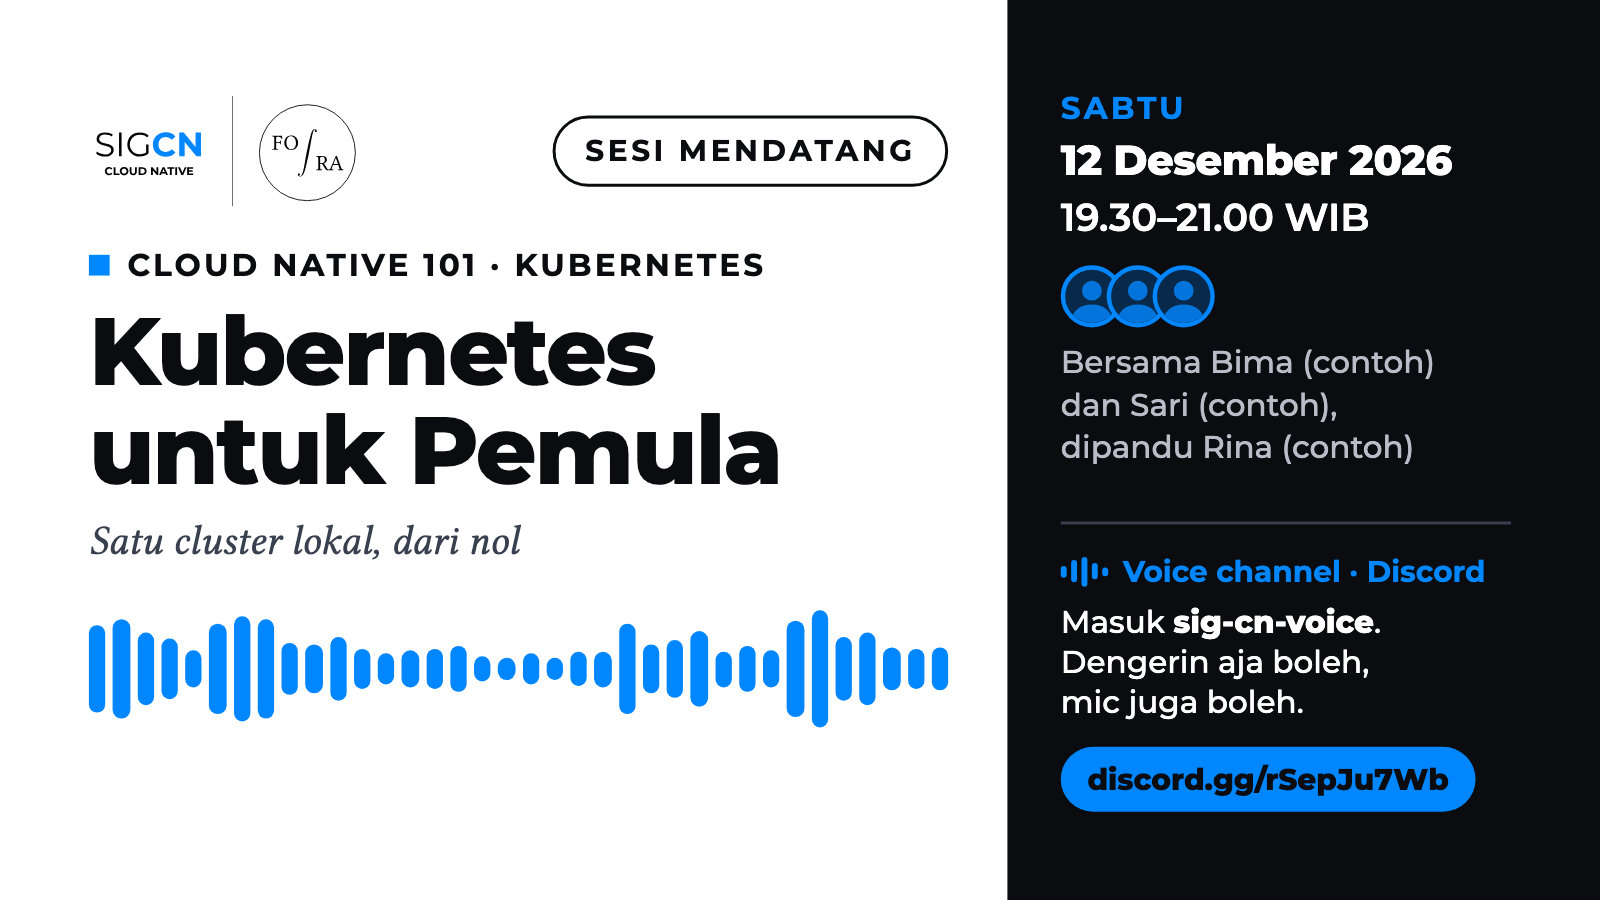 SIGCN
CLOUD NATIVE
FO RA
SESI MENDATANG
CLOUD NATIVE 101 · KUBERNETES
Kubernetes
untuk Pemula
Satu cluster lokal, dari nol
SABTU
12 Desember 2026
19.30–21.00 WIB
Bersama Bima (contoh)
dan Sari (contoh),
dipandu Rina (contoh)
Voice channel · Discord
Masuk sig-cn-voice.
Dengerin aja boleh,
mic juga boleh.
discord.gg/rSepJu7Wb